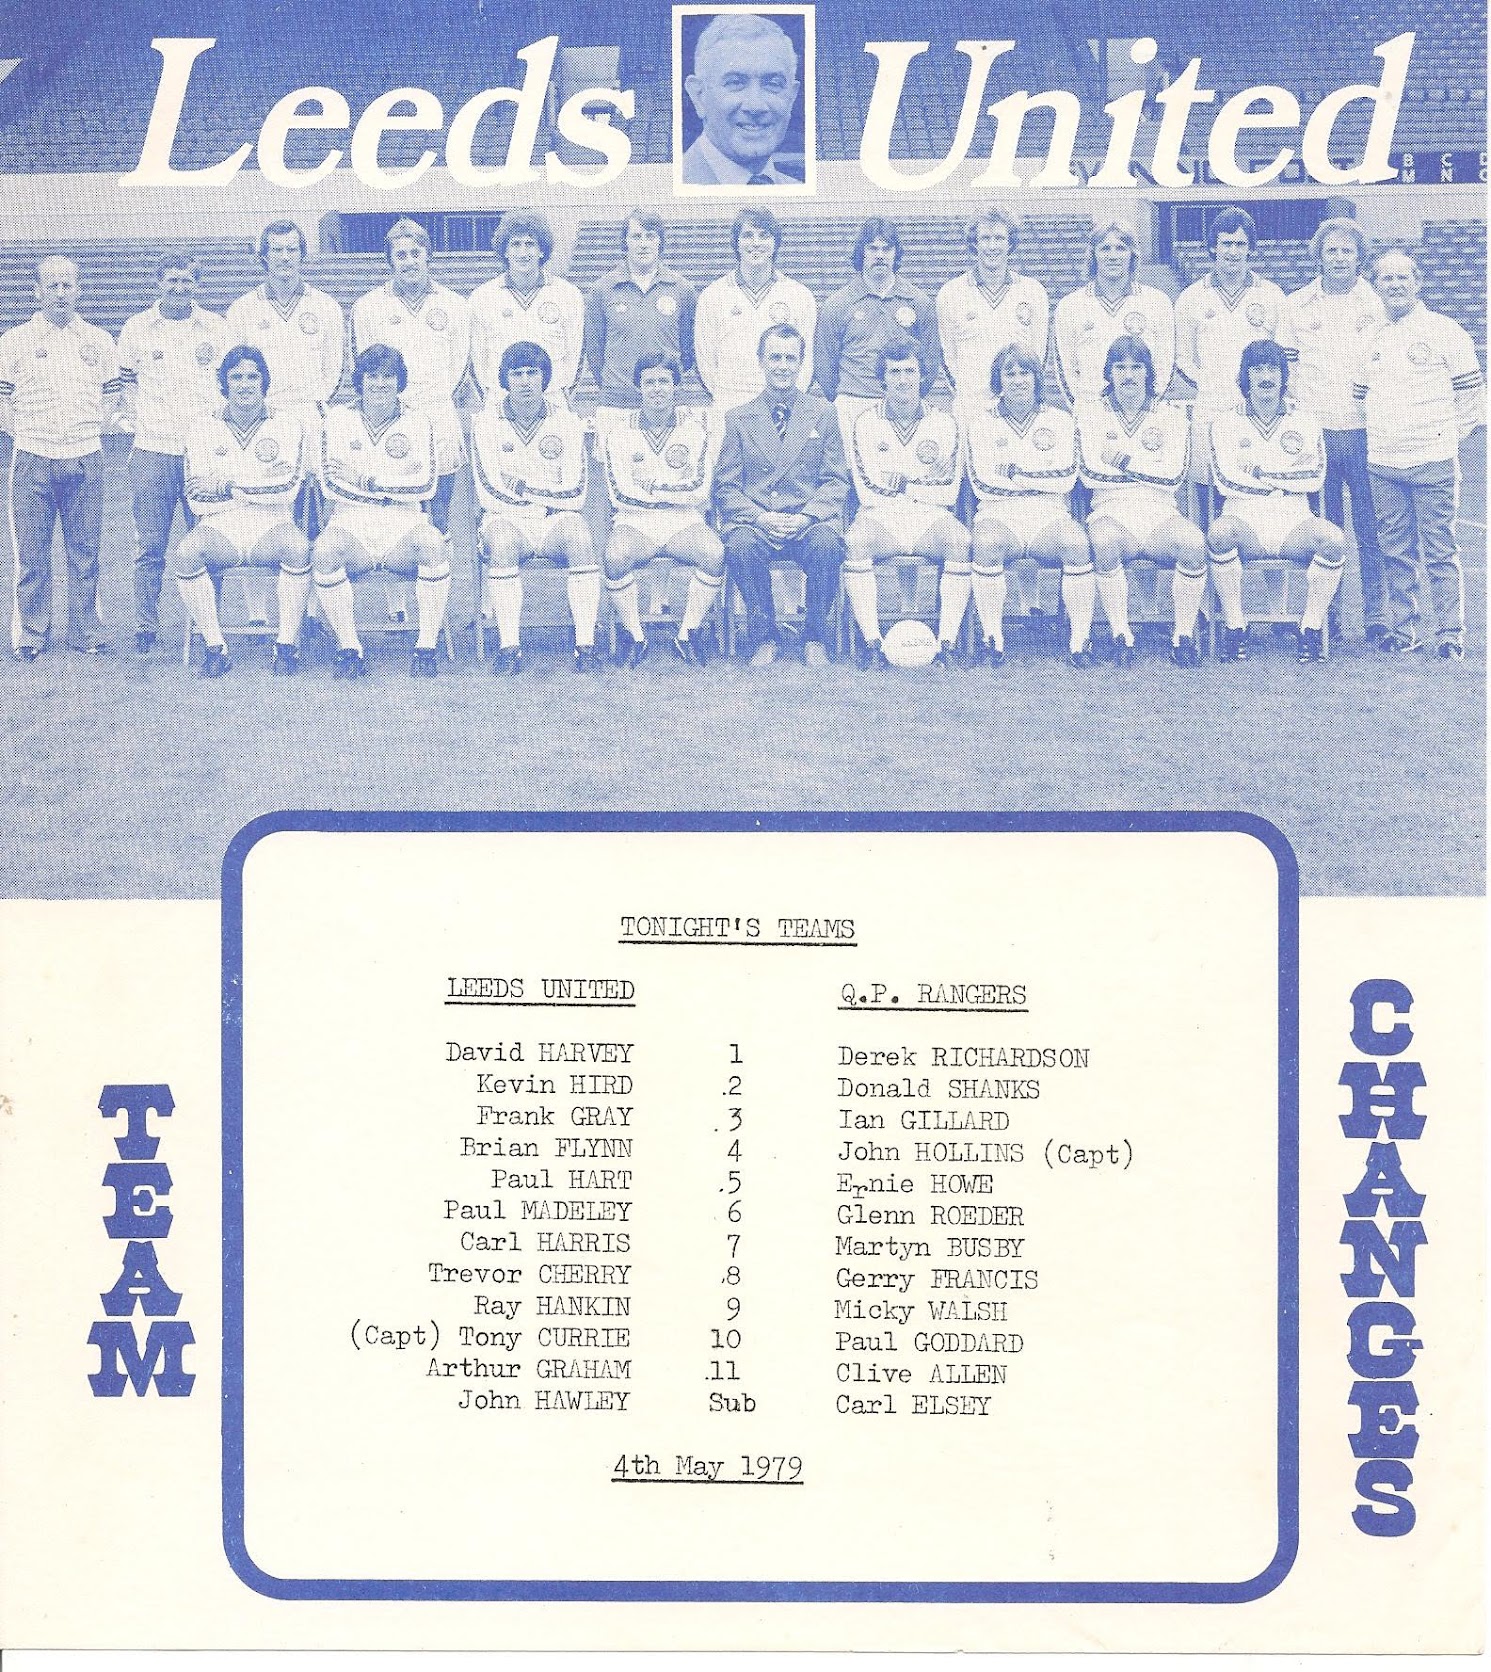 Leeds United
B C D
M N O
TONIGHT'S TEAMS
LEEDS UNITED Q.P. RANGERS
David HARVEY 1 Derek RICHARDSON
Kevin HIRD .2 Donald SHANKS
Frank GRAY .3 Ian GILLARD
Brian FLYNN 4 John HOLLINS (Capt)
Paul HART .5 Ernie HOWE
Paul MADELEY 6 Glenn ROEDER
Carl HARRIS 7 Martyn BUSBY
Trevor CHERRY .8 Gerry FRANCIS
Ray HANKIN 9 Micky WALSH
(Capt) Tony CURRIE 10 Paul GODDARD
Arthur GRAHAM .11 Clive ALLEN
John HAWLEY Sub Carl ELSEY
4th May 1979
TEAM
CHANGES